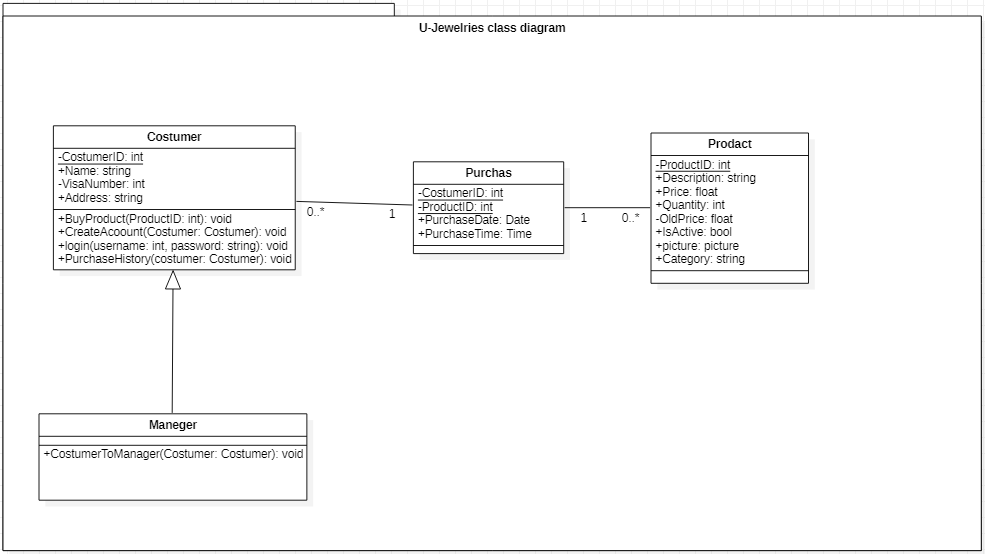 U-Jewelries class diagram
Costumer
-CostumerID: int
+Name: string
-VisaNumber: int
+Address: string
+BuyProduct(ProductID: int): void
+CreateAcoount(Costumer: Costumer): void
+login(username: int, password: string): void
+PurchaseHistory(costumer: Costumer): void
0..*
1
Purchas
-CostumerID: int
-ProductID: int
+PurchaseDate: Date
+PurchaseTime: Time
1
0..*
Prodact
-ProductID: int
+Description: string
+Price: float
+Quantity: int
-OldPrice: float
+IsActive: bool
+picture: picture
+Category: string
Maneger
+CostumerToManager(Costumer: Costumer): void